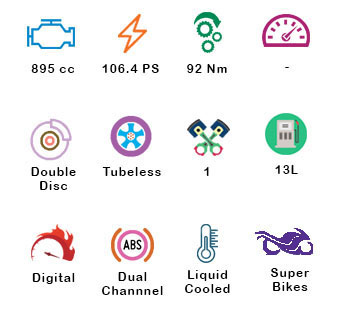 895 cc 106.4 PS 92 Nm -
Double Disc Tubeless 1 13L
ABS
Digital Dual Channnel Liquid Cooled Super Bikes